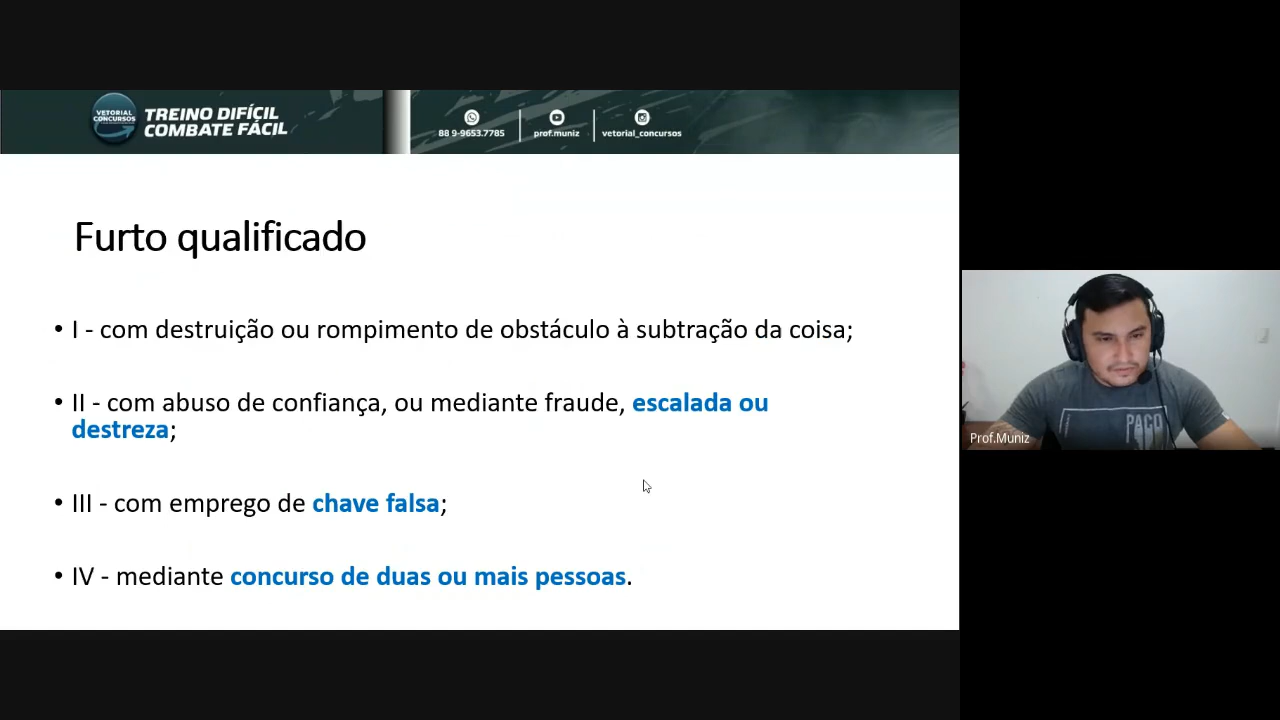 VETORIAL
CONCURSOS
TREINO DIFÍCIL
COMBATE FÁCIL
88 9-9653.7785
prof.muniz
vetorial_concursos
Furto qualificado
• I - com destruição ou rompimento de obstáculo à subtração da coisa;
• II - com abuso de confiança, ou mediante fraude, escalada ou
destreza;
• III - com emprego de chave falsa;
• IV - mediante concurso de duas ou mais pessoas.
PACO
Prof.Muniz